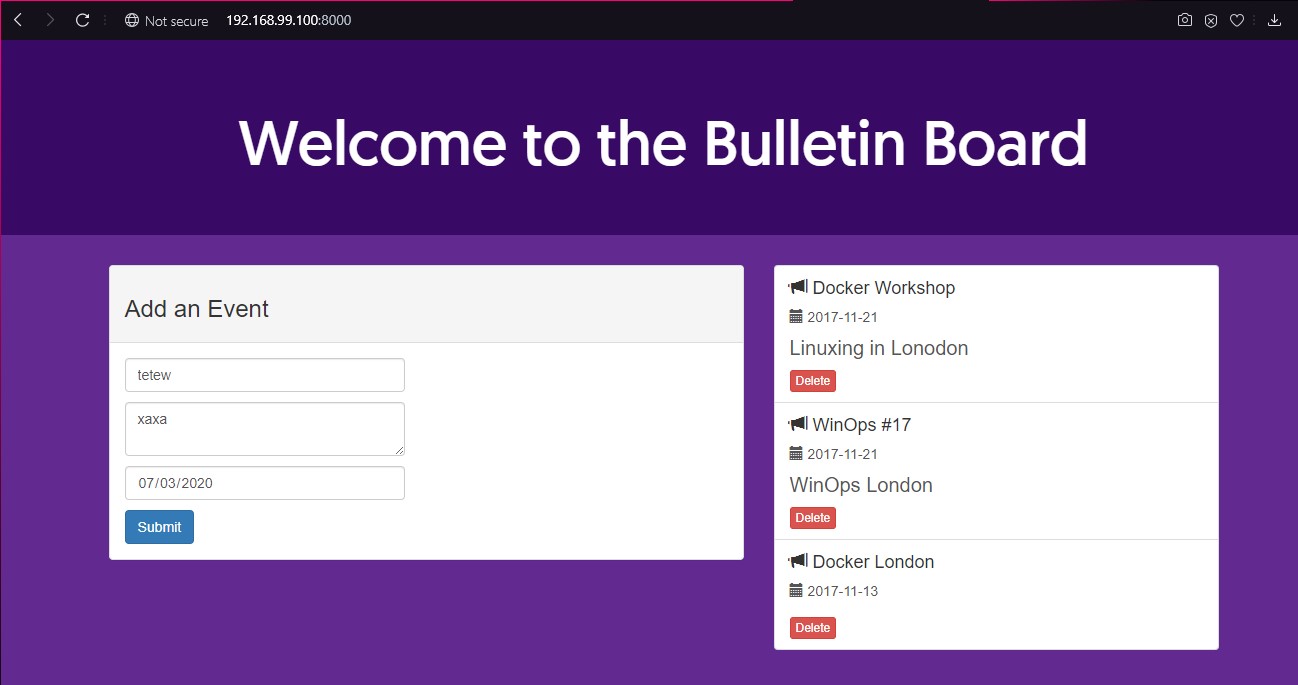 Not secure 192.168.99.100:8000
Welcome to the Bulletin Board
Add an Event
tetew
xaxa
07/03/2020
Submit
Docker Workshop
2017-11-21
Linuxing in Lonodon
Delete
WinOps #17
2017-11-21
WinOps London
Delete
Docker London
2017-11-13
Delete